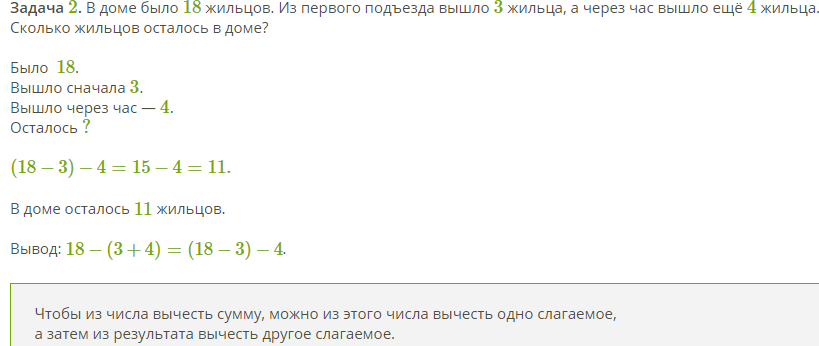 Задача 2. В доме было 18 жильцов. Из первого подъезда вышло 3 жильца, а через час вышло ещё 4 жильца.
Сколько жильцов осталось в доме?
Было 18.
Вышло сначала 3.
Вышло через час — 4.
Осталось ?
(18 − 3) − 4 = 15 − 4 = 11.
В доме осталось 11 жильцов.
Вывод: 18 − (3 + 4) = (18 − 3) − 4.
Чтобы из числа вычесть сумму, можно из этого числа вычесть одно слагаемое,
а затем из результата вычесть другое слагаемое.